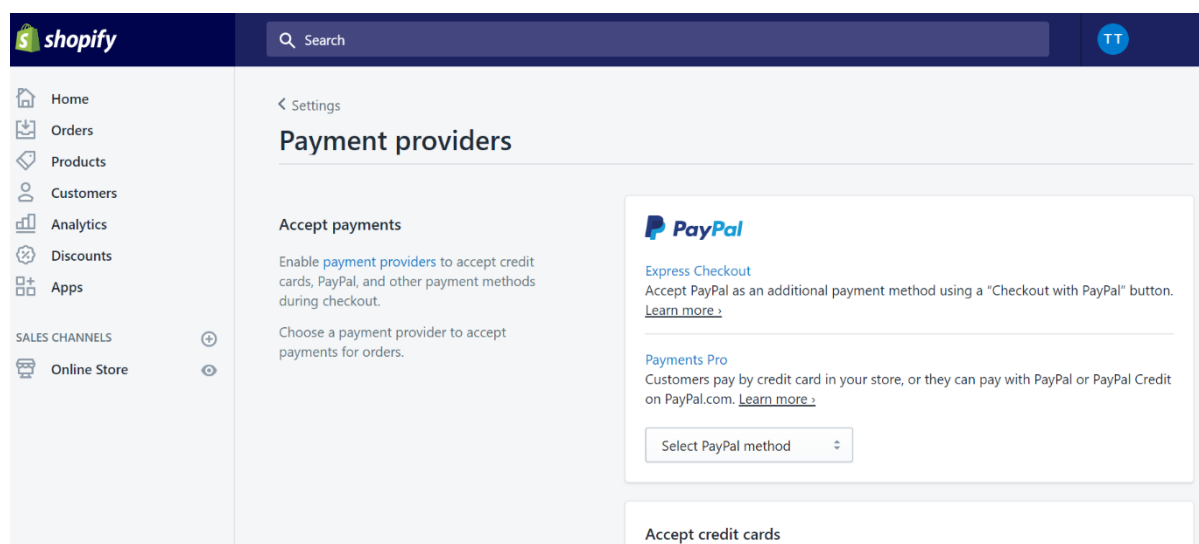 shopify
Search
TT
Home
Orders
Products
Customers
Analytics
Discounts
Apps
SALES CHANNELS
Online Store
Settings
Payment providers
Accept payments
Enable payment providers to accept credit
cards, PayPal, and other payment methods
during checkout.
Choose a payment provider to accept
payments for orders.
PayPal
Express Checkout
Accept PayPal as an additional payment method using a “Checkout with PayPal” button.
Learn more ›
Payments Pro
Customers pay by credit card in your store, or they can pay with PayPal or PayPal Credit
on PayPal.com. Learn more ›
Select PayPal method
Accept credit cards